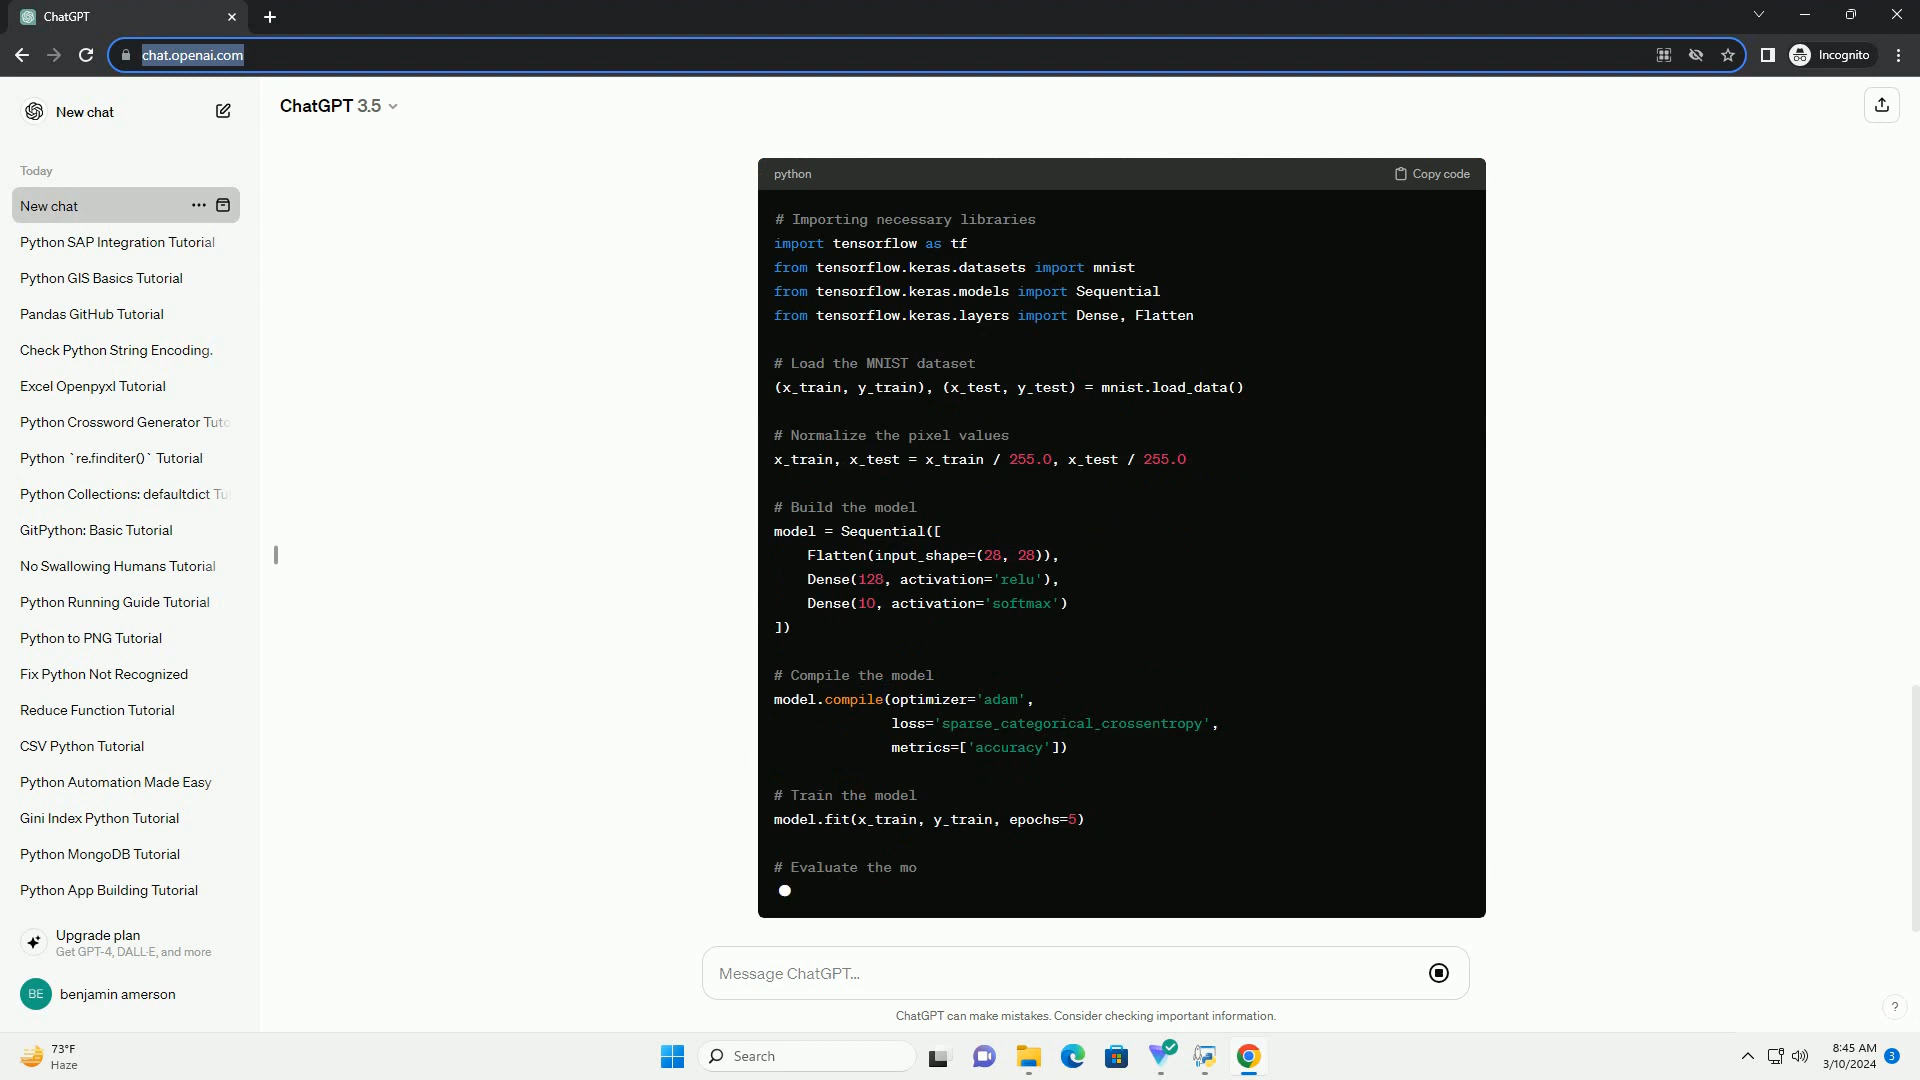 ChatGPT
chat.openai.com
Incognito
New chat
ChatGPT 3.5
Today
New chat
Python SAP Integration Tutorial
Python GIS Basics Tutorial
Pandas GitHub Tutorial
Check Python String Encoding.
Excel Openpyxl Tutorial
Python Crossword Generator Tuto
Python `re.finditer()` Tutorial
Python Collections: defaultdict Tu
GitPython: Basic Tutorial
No Swallowing Humans Tutorial
Python Running Guide Tutorial
Python to PNG Tutorial
Fix Python Not Recognized
Reduce Function Tutorial
CSV Python Tutorial
Python Automation Made Easy
Gini Index Python Tutorial
Python MongoDB Tutorial
Python App Building Tutorial
Upgrade plan
Get GPT-4, DALL·E, and more
BE benjamin amerson
python Copy code
# Importing necessary libraries
import tensorflow as tf
from tensorflow.keras.datasets import mnist
from tensorflow.keras.models import Sequential
from tensorflow.keras.layers import Dense, Flatten
# Load the MNIST dataset
(x_train, y_train), (x_test, y_test) = mnist.load_data()
# Normalize the pixel values
x_train, x_test = x_train / 255.0, x_test / 255.0
# Build the model
model = Sequential([
    Flatten(input_shape=(28, 28)),
    Dense(128, activation='relu'),
    Dense(10, activation='softmax')
])
# Compile the model
model.compile(optimizer='adam',
              loss='sparse_categorical_crossentropy',
              metrics=['accuracy'])
# Train the model
model.fit(x_train, y_train, epochs=5)
# Evaluate the mo
Message ChatGPT...
ChatGPT can make mistakes. Consider checking important information.
?
73°F
Haze
Search
8:45 AM
3/10/2024
3